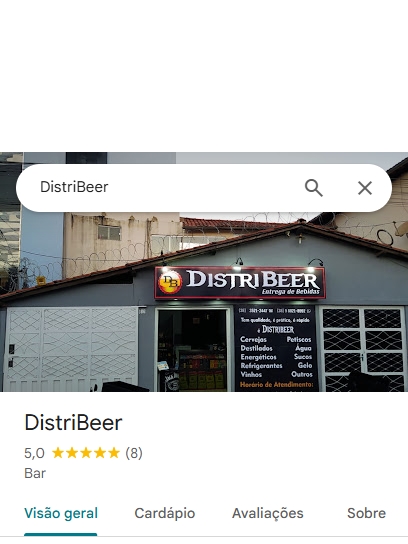 DistriBeer
DB DISTRIBEER
Entrega de Bebidas
Tem qualidade, é prático, é rápido
é DISTRIBEER
Cervejas Petiscos
Destilados Água
Energéticos Sucos
Refrigerantes Gelo
Vinhos Outros
Horário de Atendimento:
DistriBeer
5,0 (8)
Bar
Visão geral Cardápio Avaliações Sobre